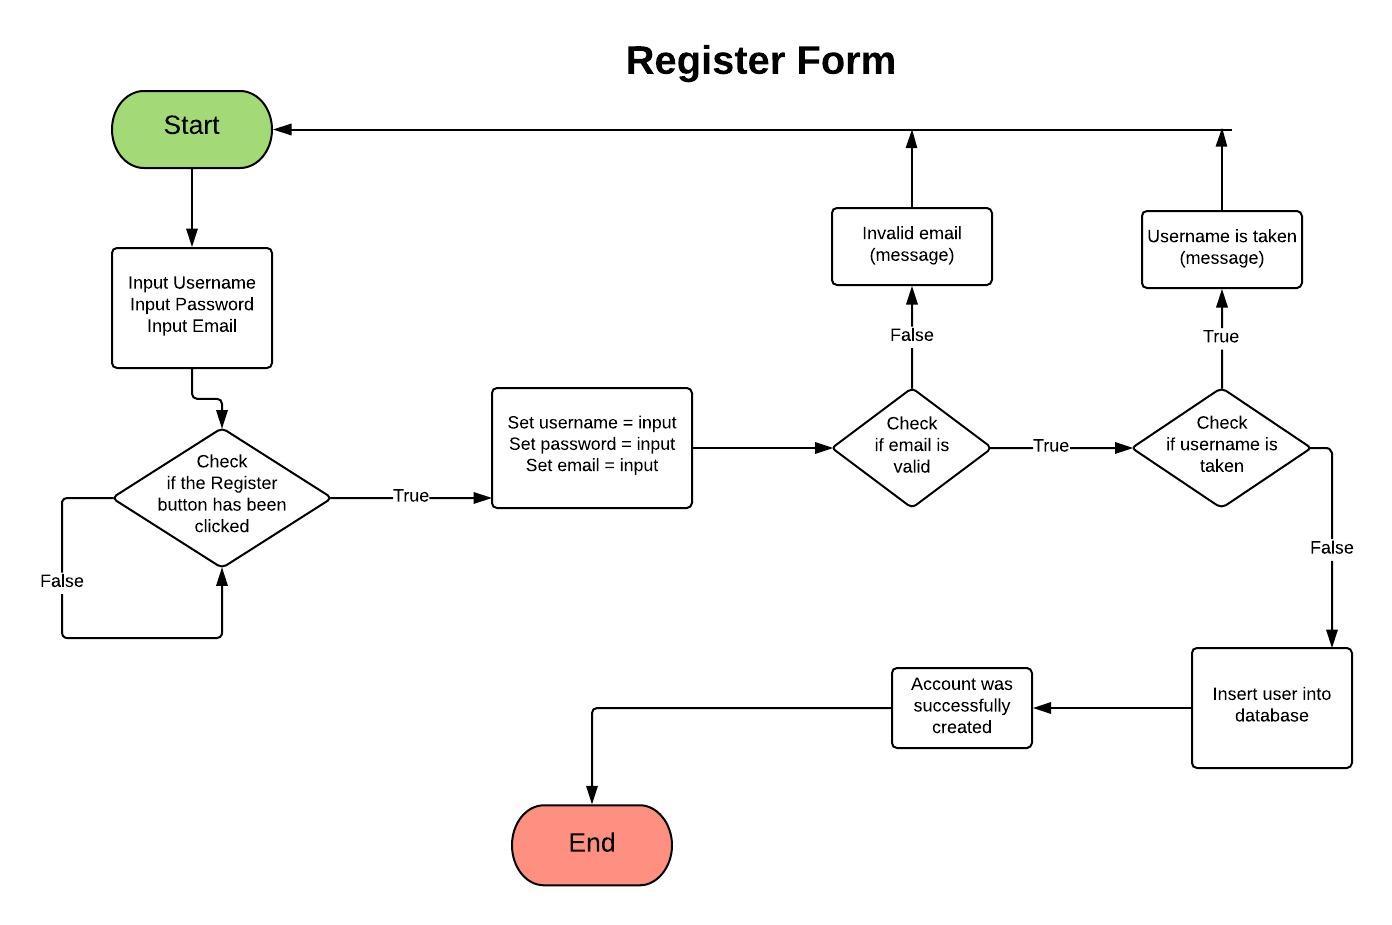 Register Form
Start
Input Username
Input Password
Input Email
Check
if the Register
button has been
clicked
False
True
Set username = input
Set password = input
Set email = input
Check
if email is
valid
False
Invalid email
(message)
True
Check
if username is
taken
True
Username is taken
(message)
False
Insert user into
database
Account was
successfully
created
End